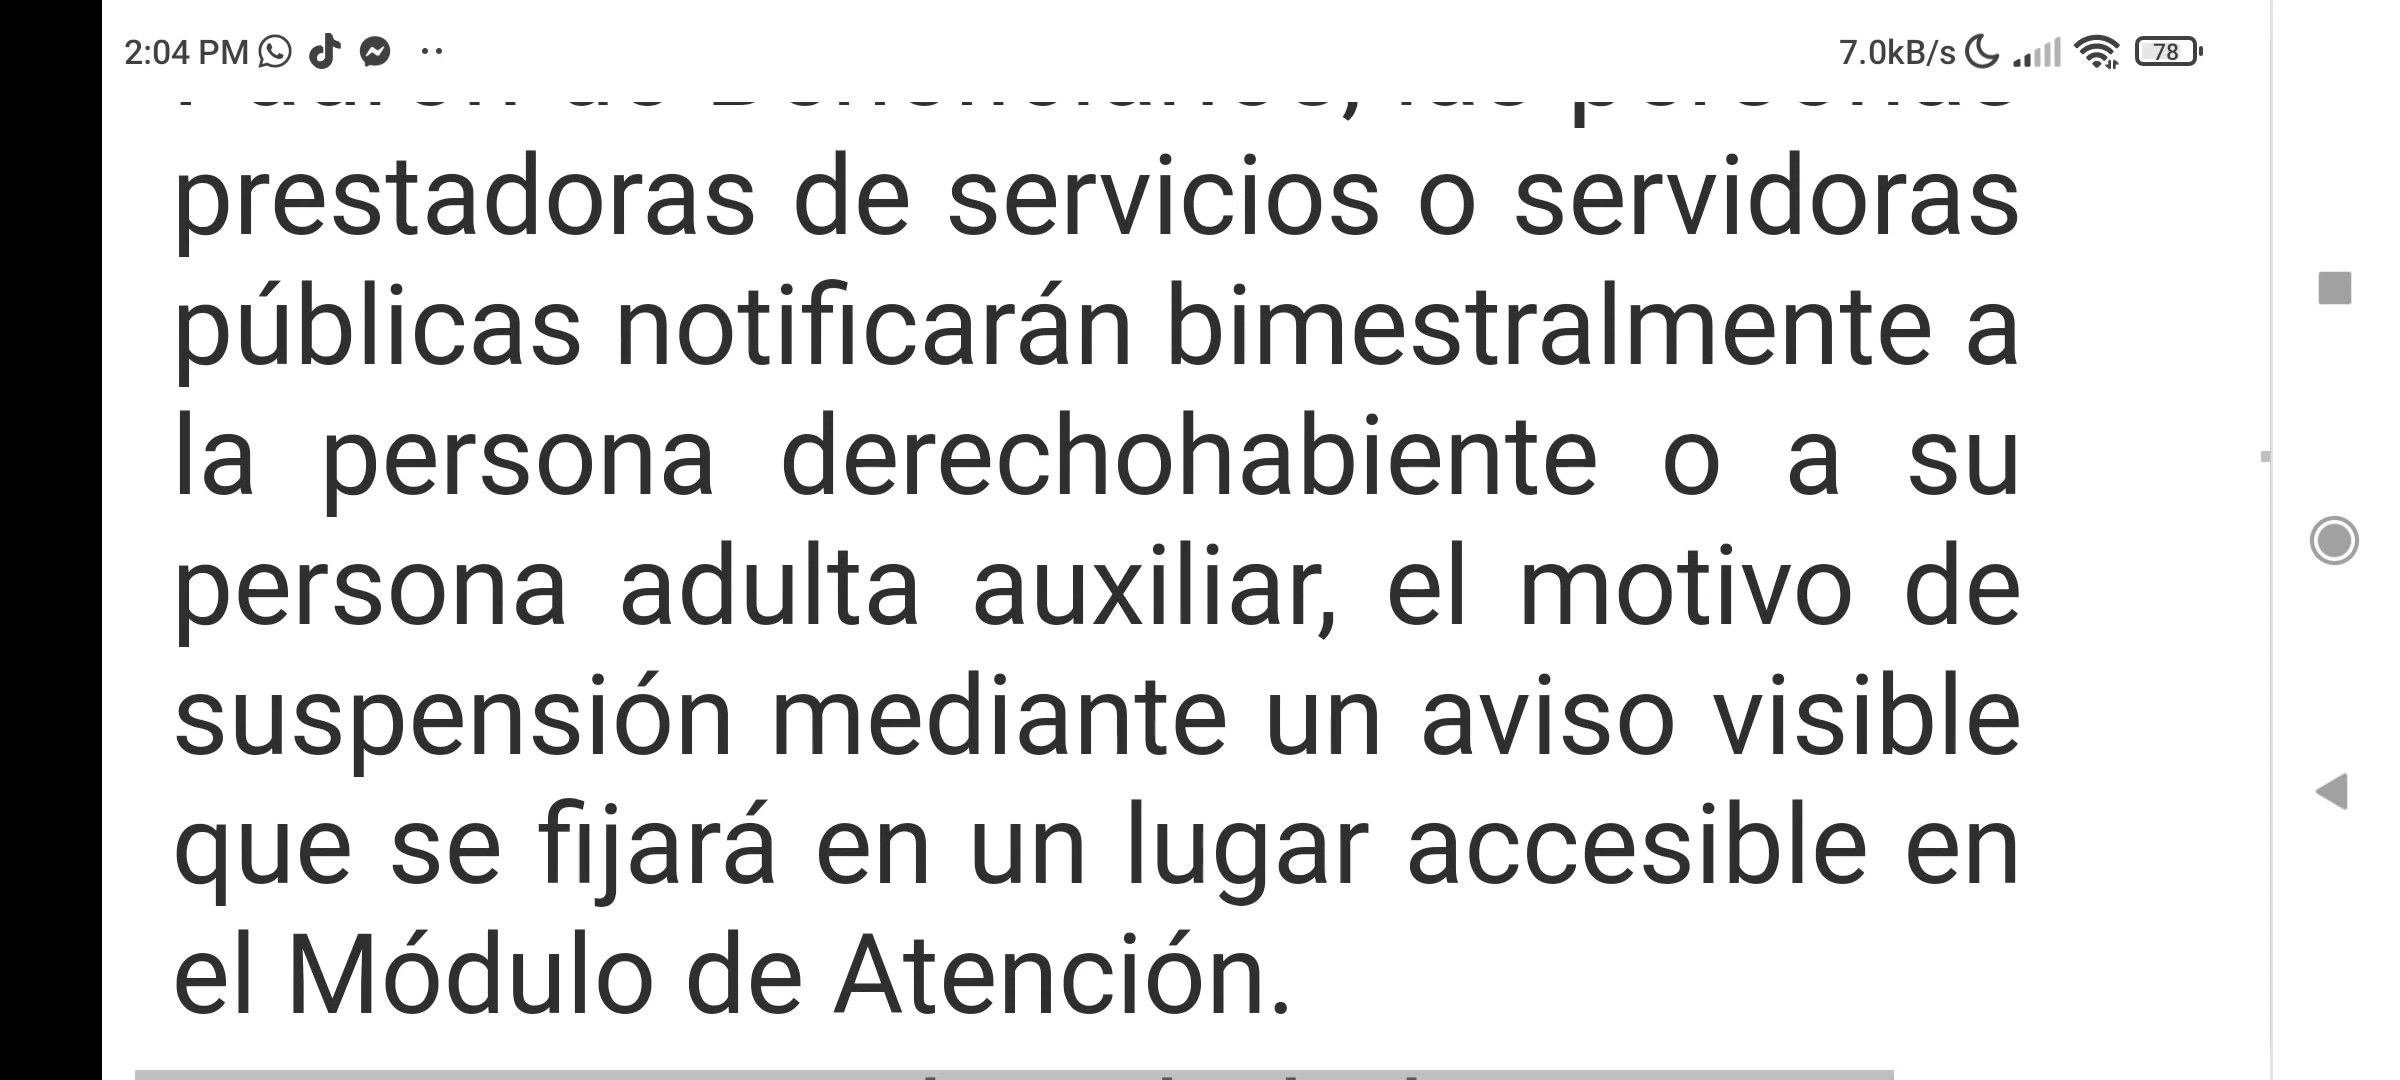 2:04 PM
7.0kB/s
78
prestadoras de servicios o servidoras
públicas notificarán bimestralmente a
la persona derechohabiente o a su
persona adulta auxiliar, el motivo de
suspensión mediante un aviso visible
que se fijará en un lugar accesible en
el Módulo de Atención.